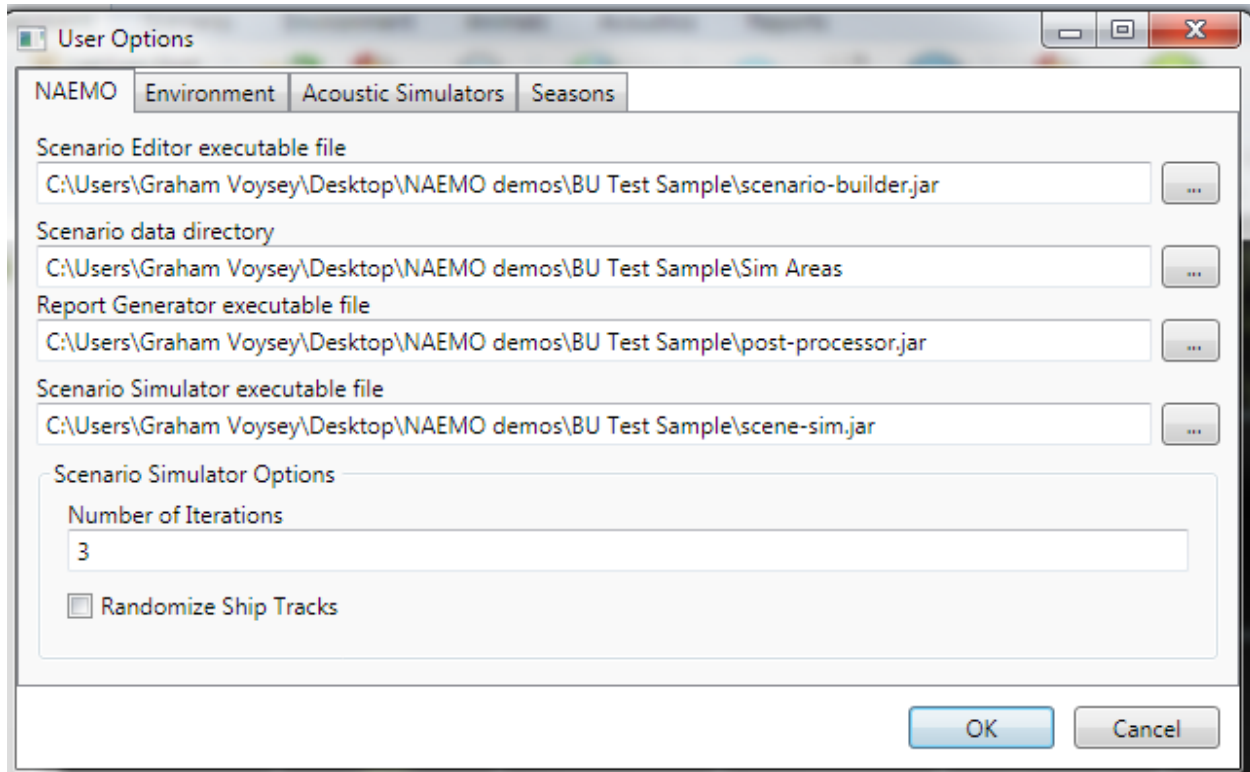 Environment Animats Acoustics Reports
User Options
NAEMO Environment Acoustic Simulators Seasons
Scenario Editor executable file
C:\Users\Graham Voysey\Desktop\NAEMO demos\BU Test Sample\scenario-builder.jar
...
Scenario data directory
C:\Users\Graham Voysey\Desktop\NAEMO demos\BU Test Sample\Sim Areas
...
Report Generator executable file
C:\Users\Graham Voysey\Desktop\NAEMO demos\BU Test Sample\post-processor.jar
...
Scenario Simulator executable file
C:\Users\Graham Voysey\Desktop\NAEMO demos\BU Test Sample\scene-sim.jar
...
Scenario Simulator Options
Number of Iterations
3
Randomize Ship Tracks
OK Cancel